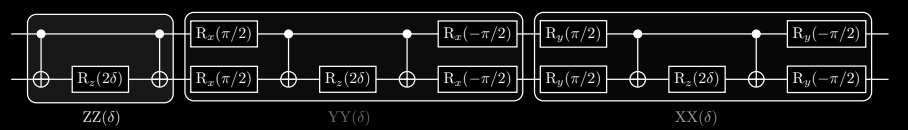 Rx(π/2) Rx(−π/2) Ry(π/2) Ry(−π/2)
Rz(2δ) Rx(π/2) Rz(2δ) Rx(−π/2) Ry(π/2) Rz(2δ) Ry(−π/2)
ZZ(δ) YY(δ) XX(δ)